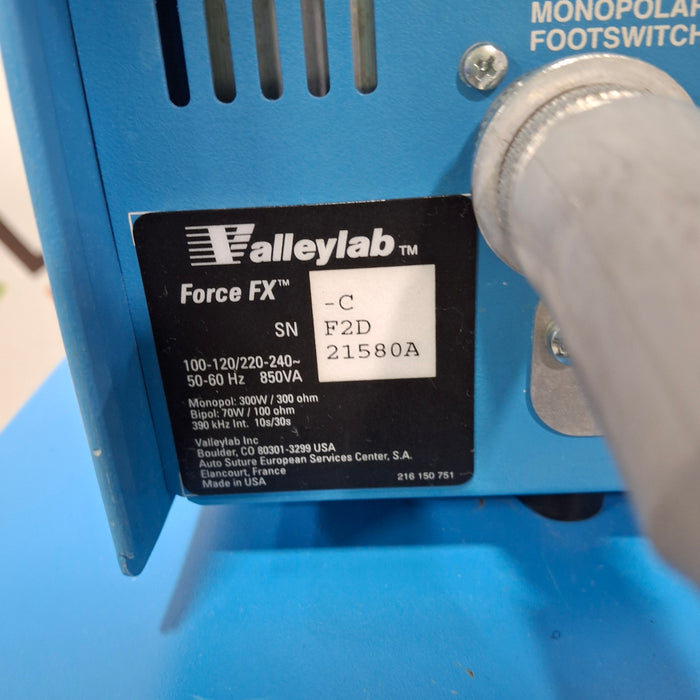 MONOPOLAR
FOOTSWITCH
Valleylab™
Force FX™ -C
SN F2D
21580A
100-120/220-240~
50-60 Hz 850VA
Monopol: 300W / 300 ohm
Bipol: 70W / 100 ohm
390 kHz Int. 10s/30s
Valleylab Inc
Boulder, CO 80301-3299 USA
Auto Suture European Services Center, S.A.
Elancourt, France
Made in USA 216 150 751